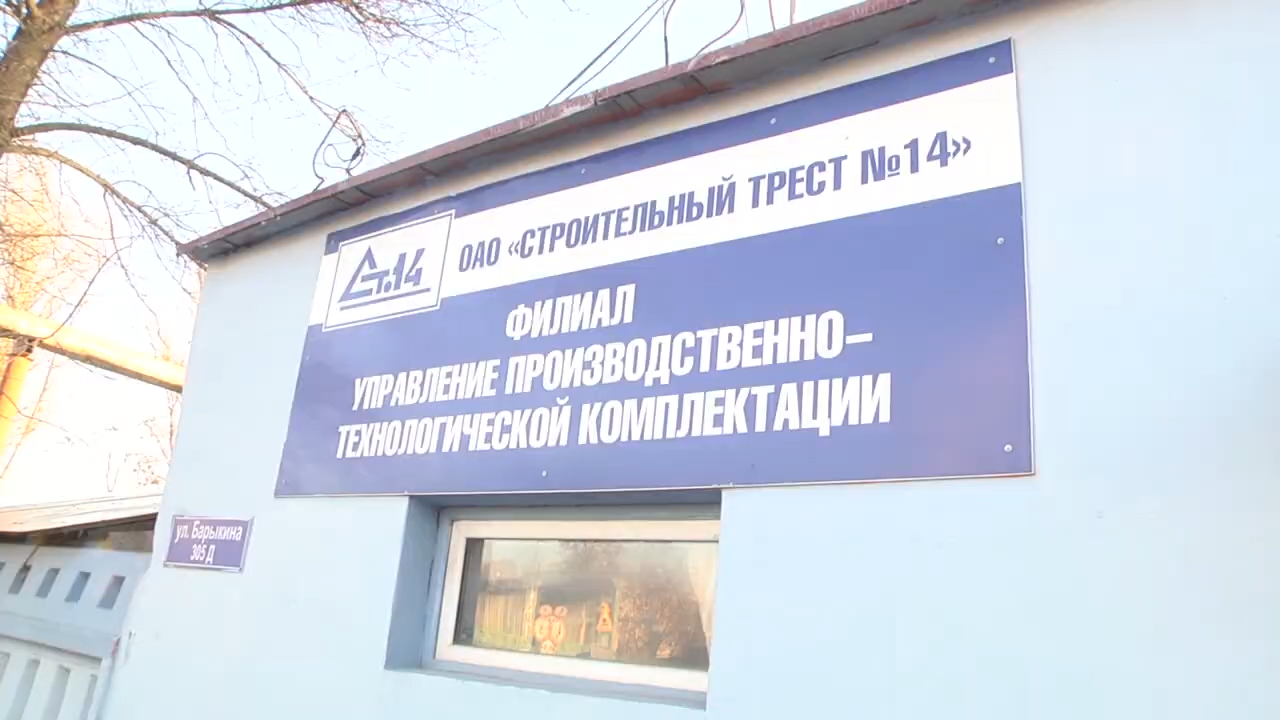 Ст.14
ОАО «СТРОИТЕЛЬНЫЙ ТРЕСТ №14»
ФИЛИАЛ
УПРАВЛЕНИЕ ПРОИЗВОДСТВЕННО-
ТЕХНОЛОГИЧЕСКОЙ КОМПЛЕКТАЦИИ
ул. Барыкина
305 Д